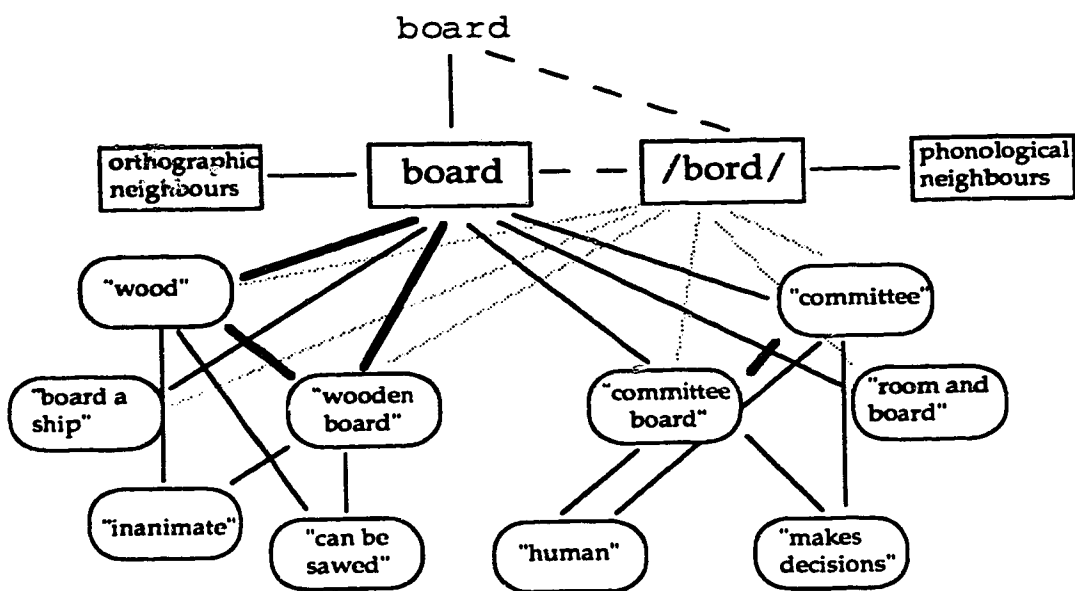 board
orthographic
neighbours
board
/bord/
phonological
neighbours
"wood"
"committee"
"board a
ship"
"wooden
board"
"committee
board"
"room and
board"
"inanimate"
"can be
sawed"
"human"
"makes
decisions"